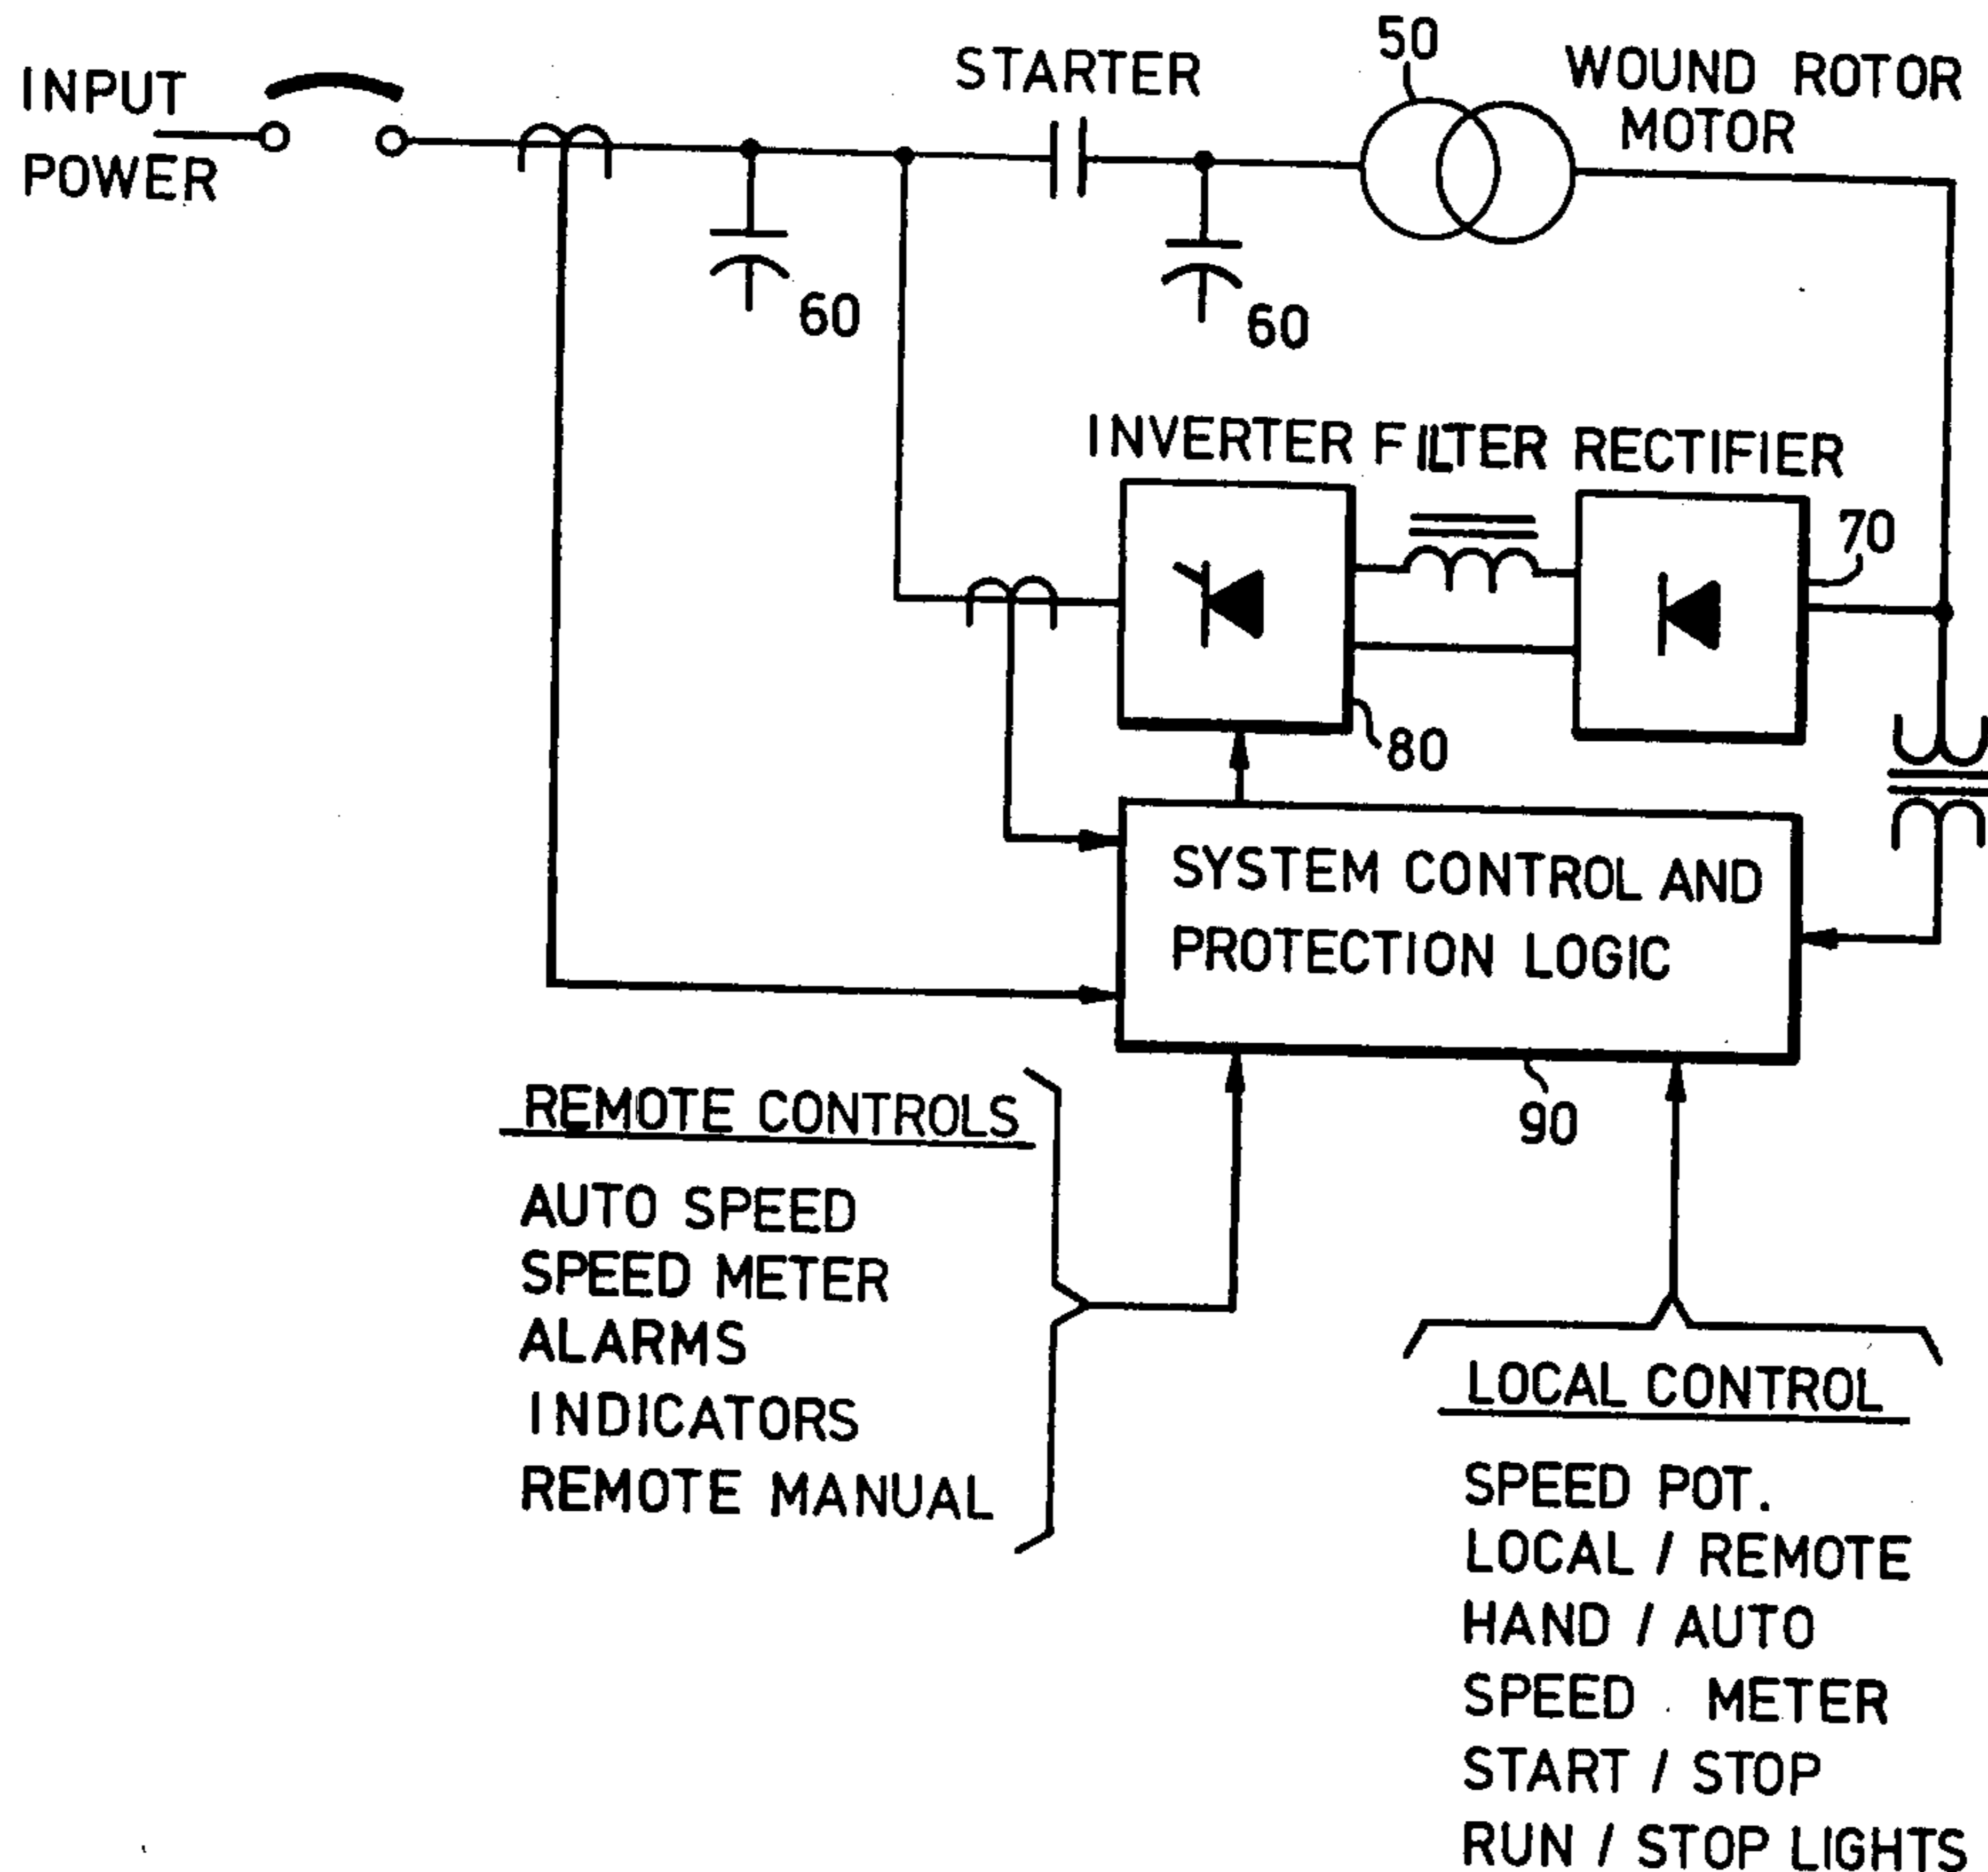 INPUT
POWER
STARTER
50
WOUND ROTOR
MOTOR
60
60
INVERTER FILTER RECTIFIER
70
80
SYSTEM CONTROL AND
PROTECTION LOGIC
90
REMOTE CONTROLS
AUTO SPEED
SPEED METER
ALARMS
INDICATORS
REMOTE MANUAL
LOCAL CONTROL
SPEED POT.
LOCAL / REMOTE
HAND / AUTO
SPEED METER
START / STOP
RUN / STOP LIGHTS